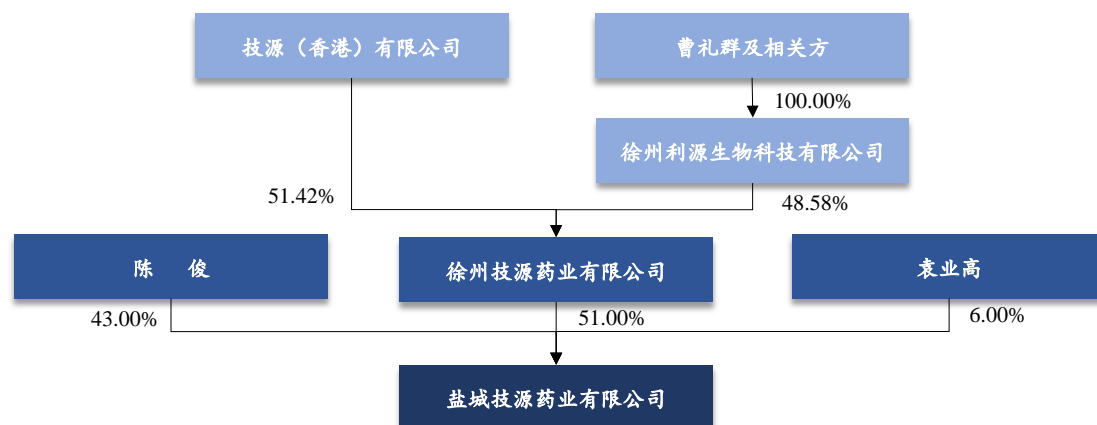 技源（香港）有限公司
曹礼群及相关方
100.00%
徐州利源生物科技有限公司
51.42%
48.58%
陈 俊
徐州技源药业有限公司
袁业高
43.00%
51.00%
6.00%
盐城技源药业有限公司